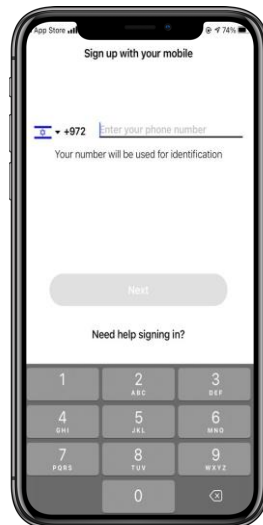 App Store 74%
Sign up with your mobile
+972 Enter your phone number
Your number will be used for identification
Next
Need help signing in?
1 2 3
ABC DEF
4 5 6
GHI JKL MNO
7 8 9
PQRS TUV WXYZ
0